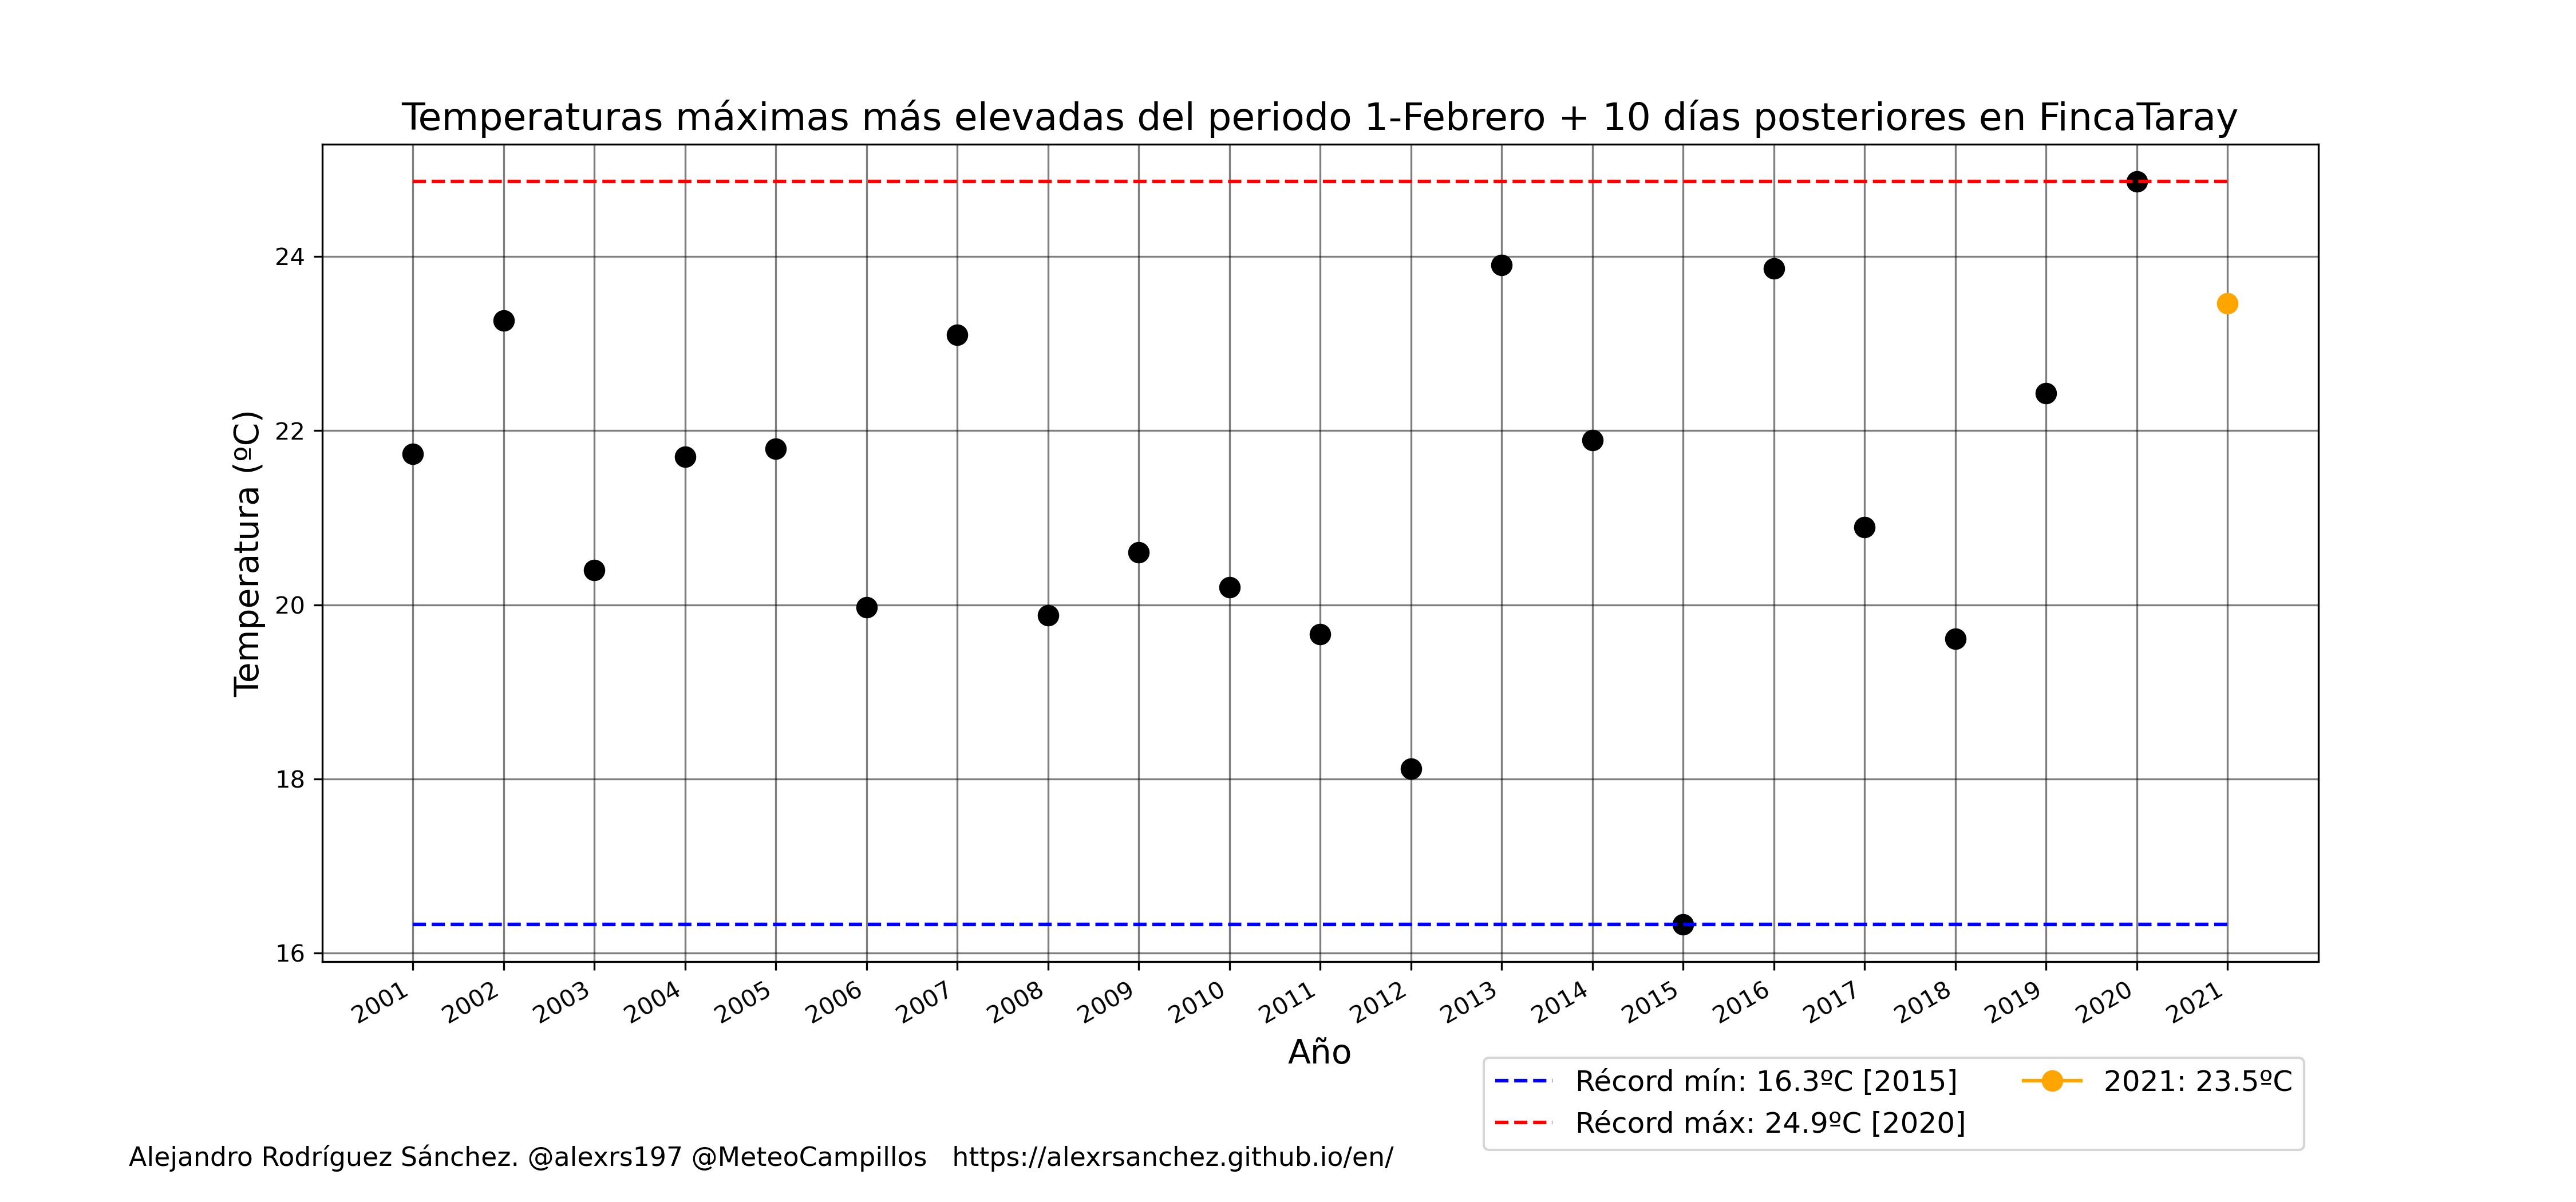 Temperaturas máximas más elevadas del periodo 1-Febrero + 10 días posteriores en FincaTaray
Temperatura (ºC)
24
22
20
18
16
2001 2002 2003 2004 2005 2006 2007 2008 2009 2010 2011 2012 2013 2014 2015 2016 2017 2018 2019 2020 2021
Año
Récord mín: 16.3ºC [2015]
Récord máx: 24.9ºC [2020]
2021: 23.5ºC
Alejandro Rodríguez Sánchez. @alexrs197 @MeteoCampillos https://alexrsanchez.github.io/en/